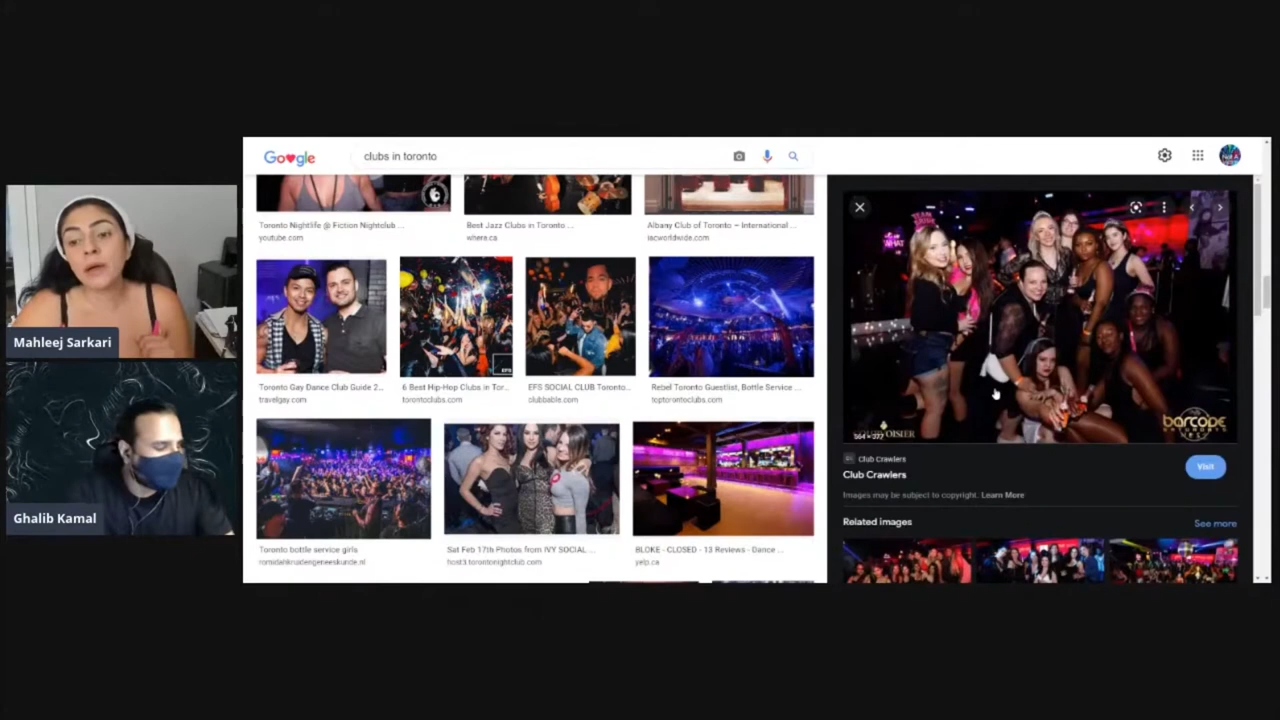 Google
clubs in toronto
Toronto Nightlife @ Fiction Nightclub ...
youtube.com
Best Jazz Clubs in Toronto ...
where.ca
Albany Club of Toronto – International ...
iacworldwide.com
TEAM
WHAT
Mahleej Sarkari
Toronto Gay Dance Club Guide 2...
travelgay.com
6 Best Hip-Hop Clubs in Tor...
torontoclubs.com
EFS SOCIAL CLUB Toronto...
clubbable.com
Rebel Toronto Guestlist, Bottle Service ...
toptorontoclubs.com
barcode
SATURDAYS
Club Crawlers
Club Crawlers
Visit
Images may be subject to copyright. Learn More
Ghalib Kamal
Related images
See more
Toronto bottle service girls
Sat Feb 17th Photos from IVY SOCIAL ...
host3.torontonightclub.com
BLOKE - CLOSED - 13 Reviews - Dance ...
yelp.ca